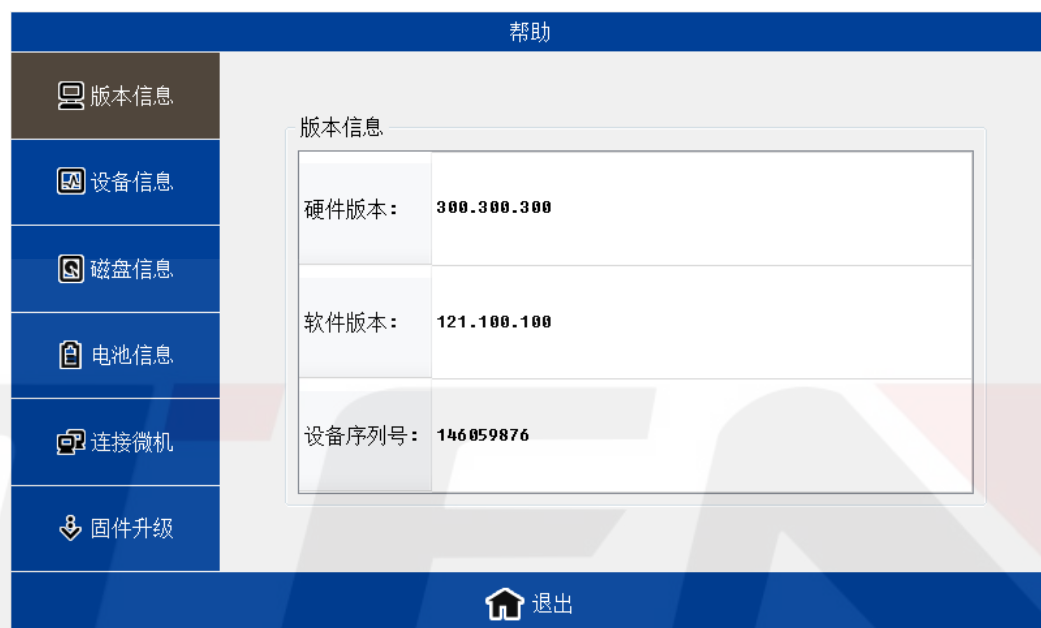 帮助
版本信息
设备信息
磁盘信息
电池信息
连接微机
固件升级
版本信息
硬件版本： 300.300.300
软件版本： 121.100.100
设备序列号： 146059876
退出